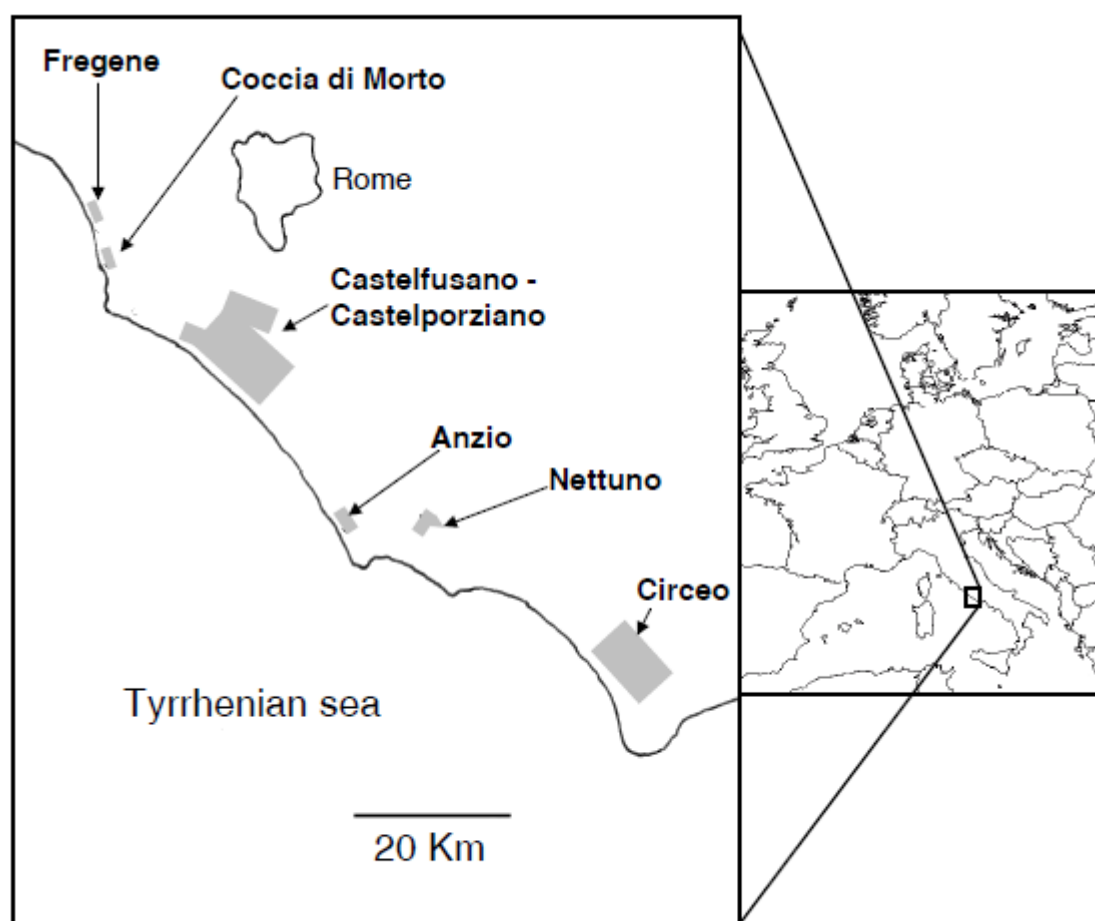 Fregene
Coccia di Morto
Rome
Castelfusano -
Castelporziano
Anzio
Nettuno
Circeo
Tyrrhenian sea
20 Km